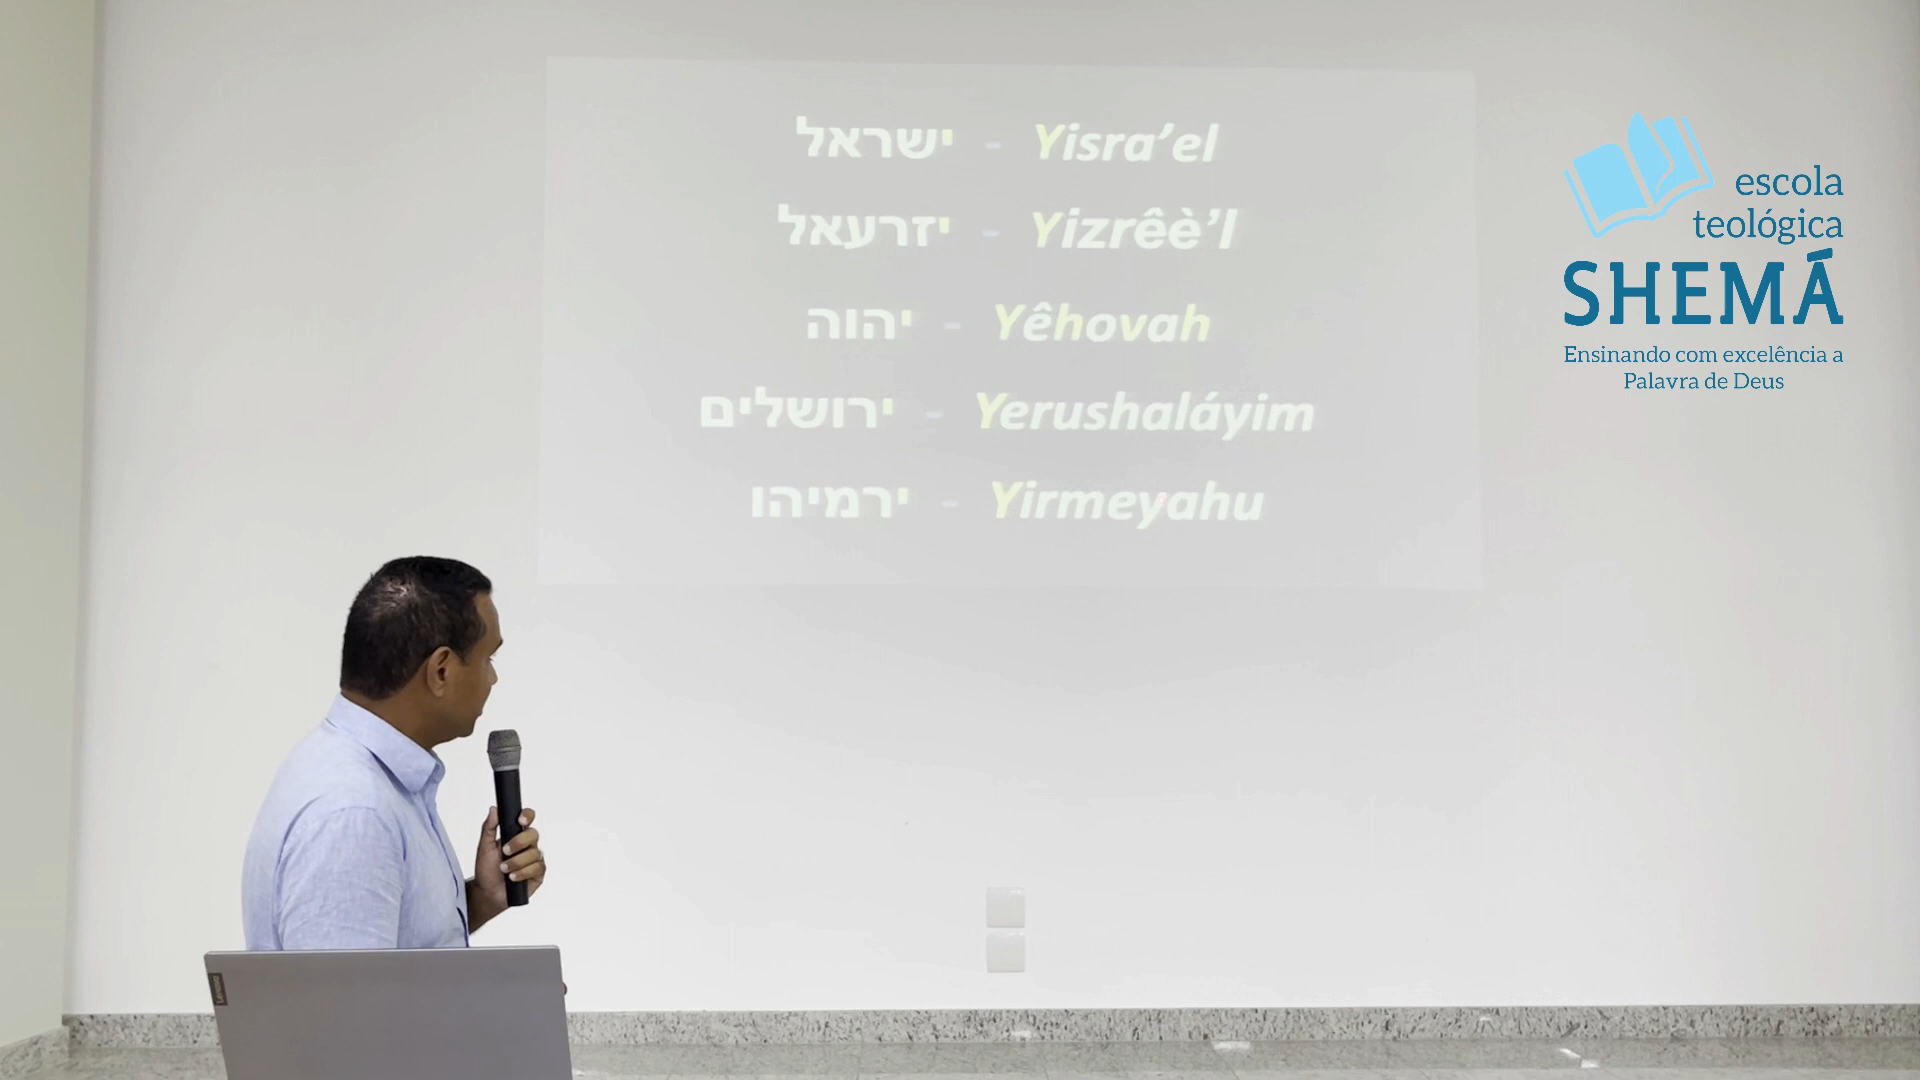 ישראל - Yisra’el
יזרעאל - Yizrêè’l
יהוה - Yêhovah
ירושלים - Yerushaláyim
ירמיהו - Yirmeyahu
escola
teológica
SHEMÁ
Ensinando com excelência a
Palavra de Deus
Lenovo